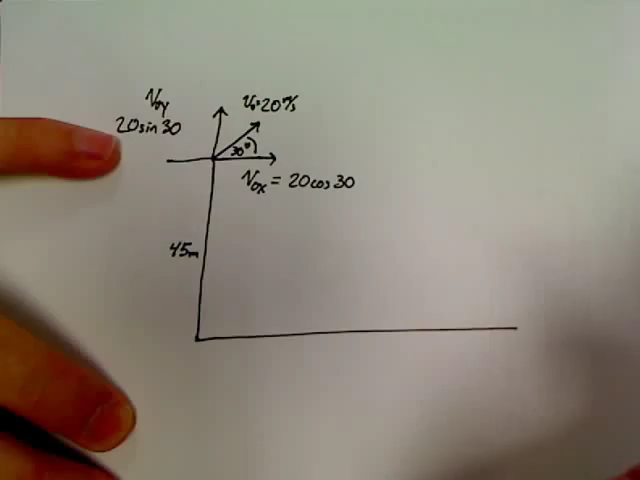 Voy
20sin30
V₀=20m/s
30°
Vox = 20cos30
45m